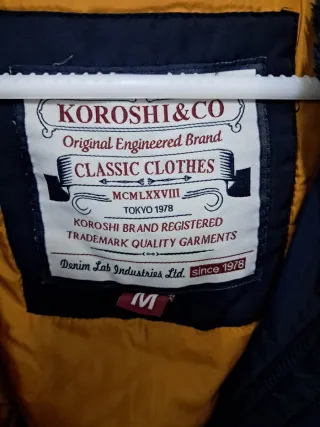 KOROSHI&CO
Original Engineered Brand
CLASSIC CLOTHES
MCMLXXVIII
TOKYO 1978
KOROSHI BRAND REGISTERED
TRADEMARK QUALITY GARMENTS
Denim Lab Industries Ltd. since 1978
M